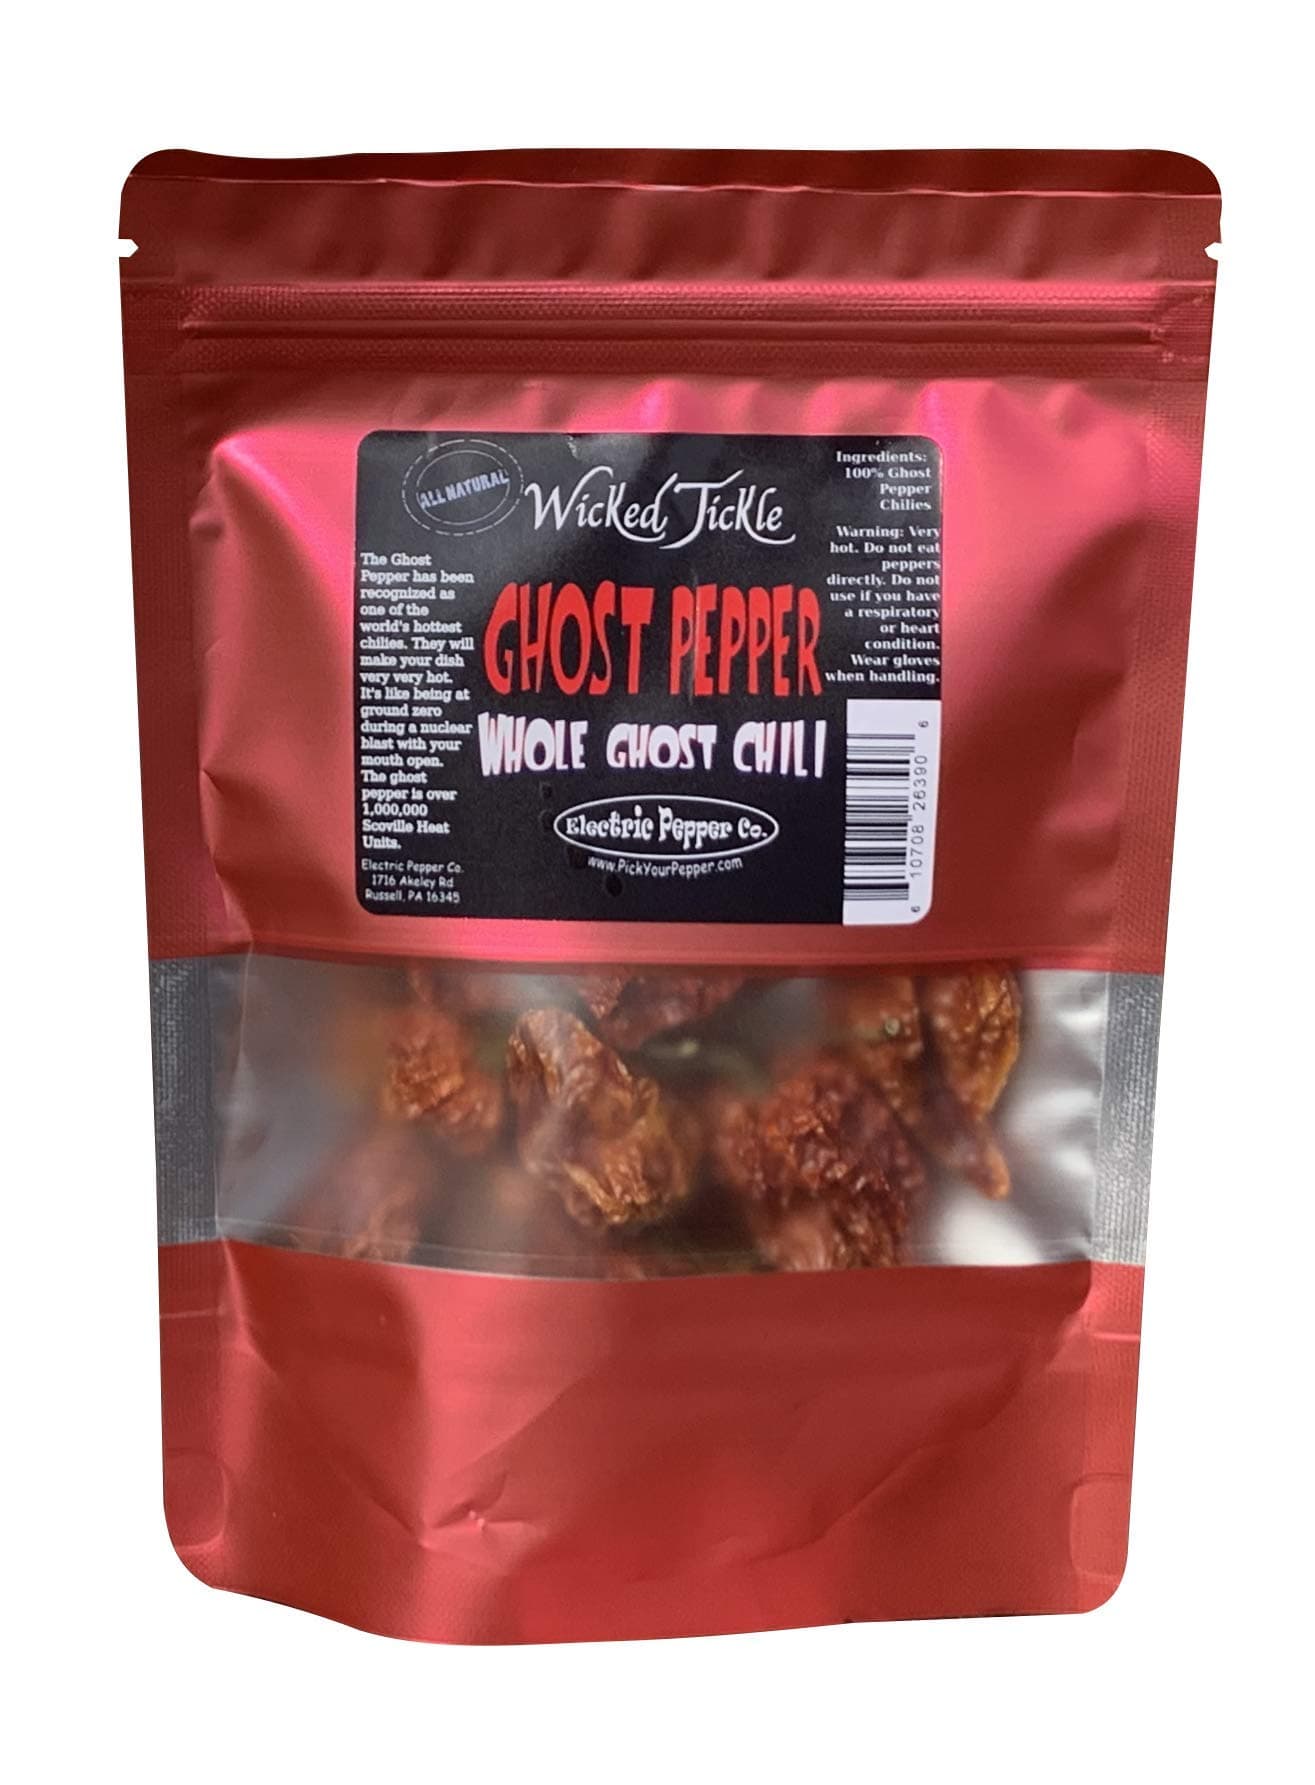 ALL NATURAL
Wicked Tickle
GHOST PEPPER
WHOLE GHOST CHILI
Electric Pepper Co.
www.PickYourPepper.com
The Ghost
Pepper has been
recognized as
one of the
world's hottest
chilies. They will
make your dish
very very hot.
It's like being at
ground zero
during a nuclear
blast with your
mouth open.
The ghost
pepper is over
1,000,000
Scoville Heat
Units.
Electric Pepper Co.
1716 Akeley Rd
Russell, PA 16345
Ingredients:
100% Ghost
Pepper
Chilies
Warning: Very
hot. Do not eat
peppers
directly. Do not
use if you have
a respiratory
or heart
condition.
Wear gloves
when handling.
6 10708 26390 6